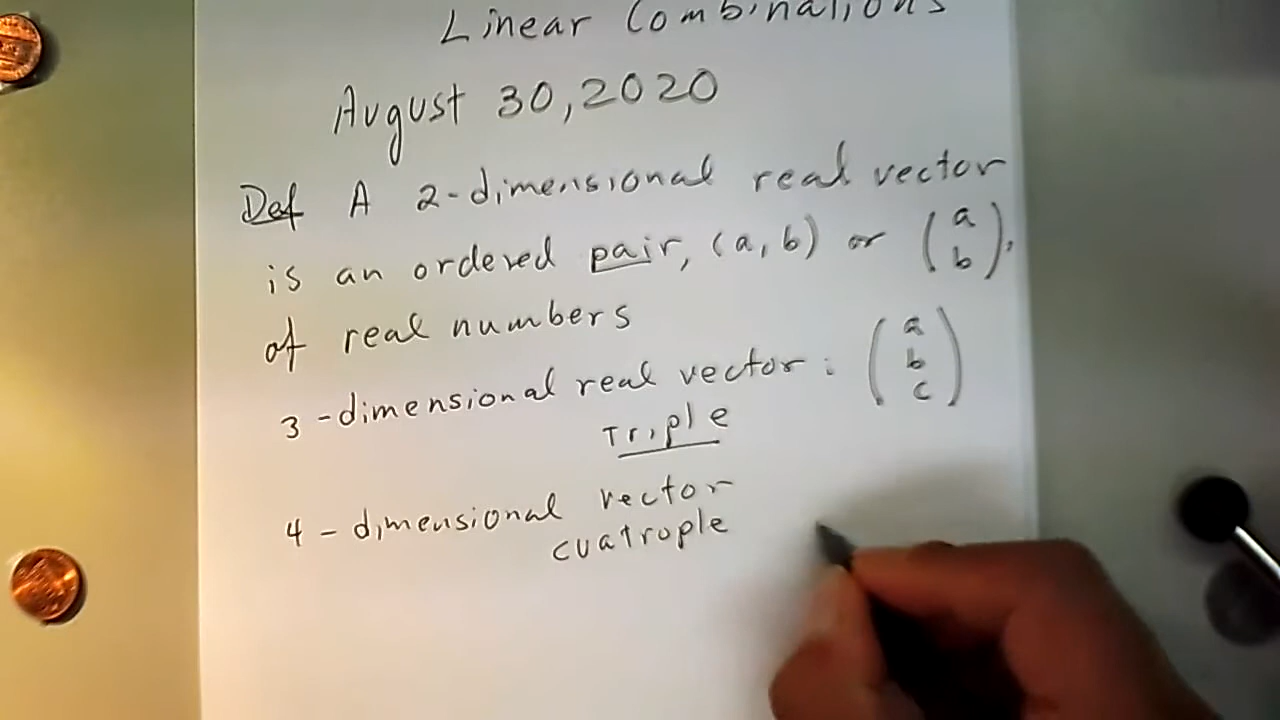 Linear Combinations
August 30, 2020
Def A 2-dimensional real vector
is an ordered pair, (a, b) or (a b),
of real numbers
3-dimensional real vector: (a b c)
Triple
4-dimensional vector
cuatrople